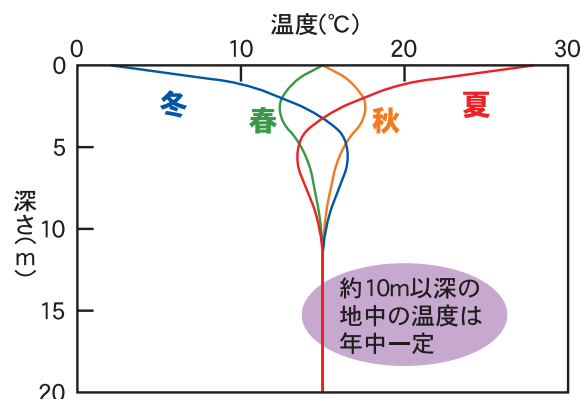 温度(℃)
0 10 20 30
0
5
10
15
20
深さ(m)
冬
春
秋
夏
約10m以深の
地中の温度は
年中一定